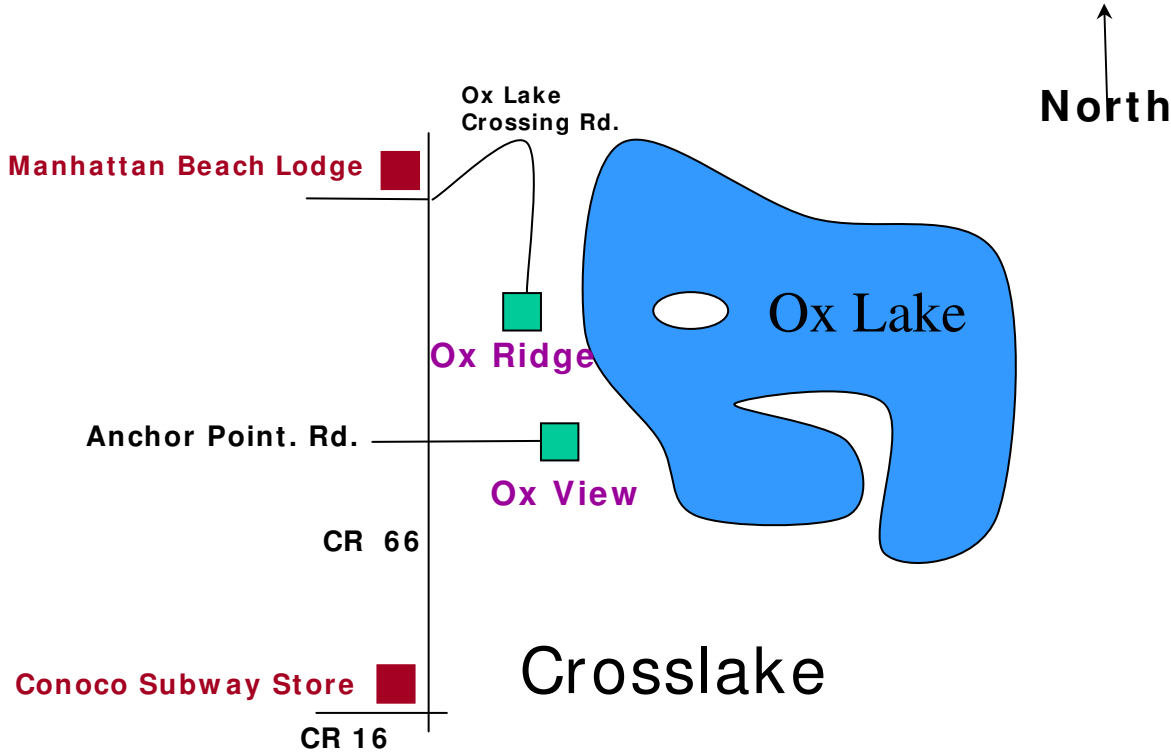 Ox Lake
Crossing Rd.
North
Manhattan Beach Lodge
Ox Lake
Ox Ridge
Anchor Point. Rd.
Ox View
CR 66
Crosslake
Conoco Subway Store
CR 16